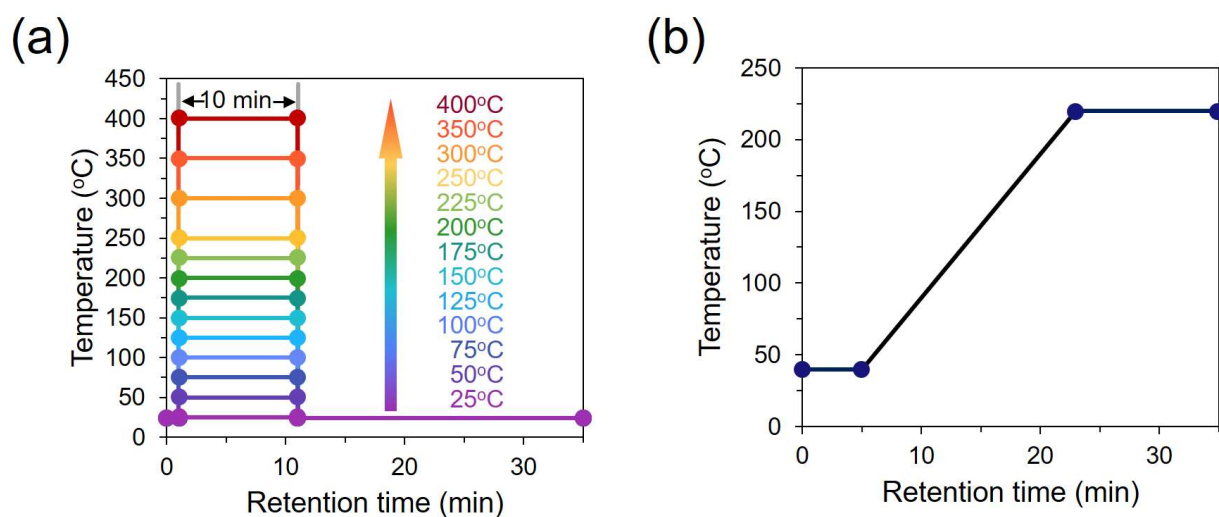 (a)
Temperature (°C)
450
400
350
300
250
200
150
100
50
0
10 min
400°C
350°C
300°C
250°C
225°C
200°C
175°C
150°C
125°C
100°C
75°C
50°C
25°C
0
10
20
30
Retention time (min)
(b)
Temperature (°C)
250
200
150
100
50
0
0
10
20
30
Retention time (min)